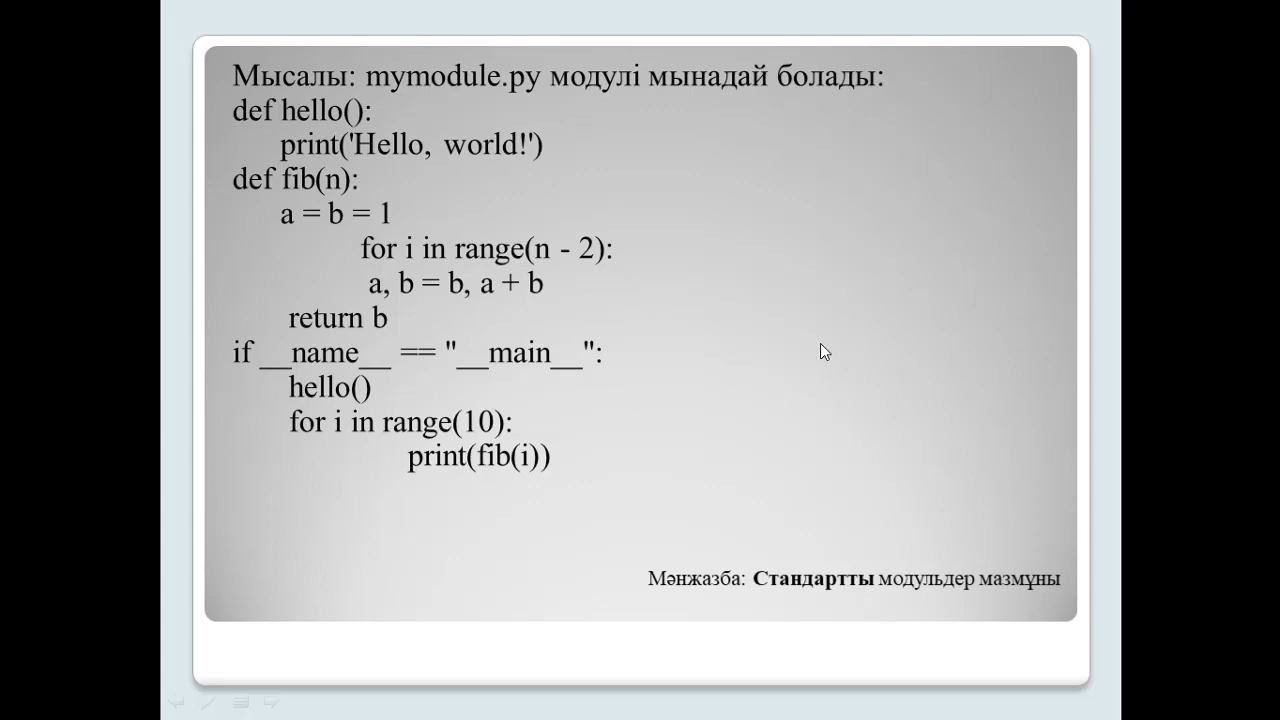 Мысалы: mymodule.py модулі мынадай болады:
def hello():
print('Hello, world!')
def fib(n):
a = b = 1
for i in range(n - 2):
a, b = b, a + b
return b
if __name__ == "__main__":
hello()
for i in range(10):
print(fib(i))
Мәнжазба: Стандартты модульдер мазмұны